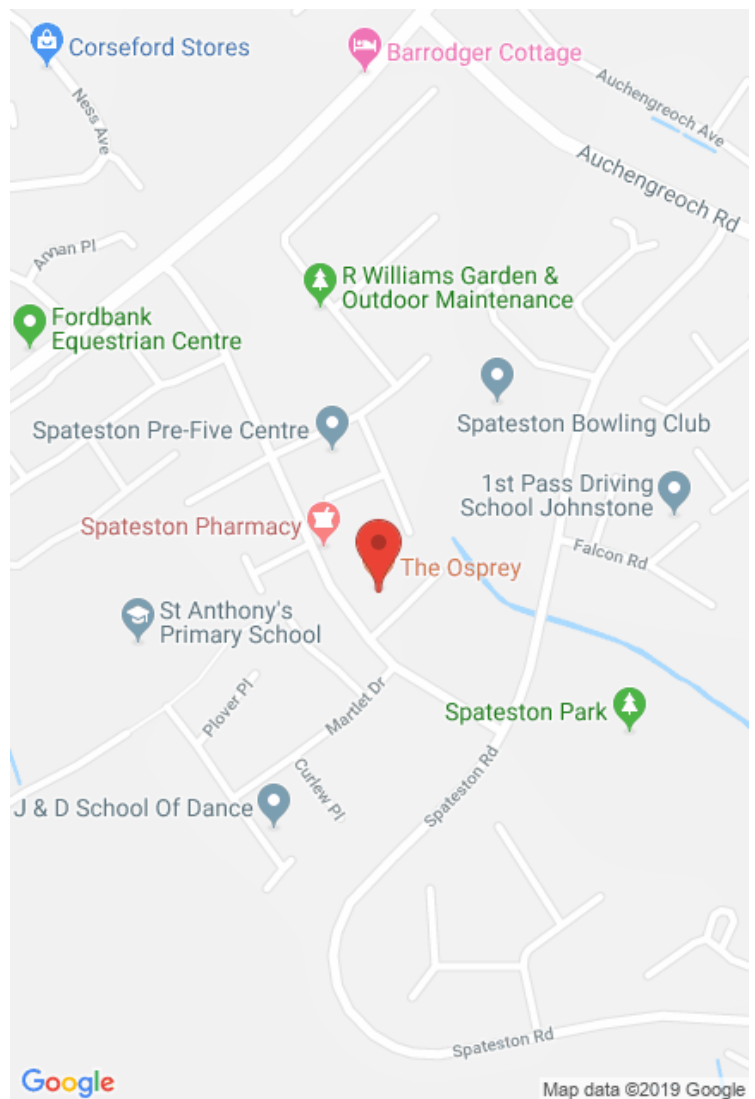 Corseford Stores
Barrodger Cottage
Ness Ave
Auchengreoch Ave
Auchengreoch Rd
Annan Pl
R Williams Garden &
Outdoor Maintenance
Fordbank
Equestrian Centre
Spateston Pre-Five Centre
Spateston Bowling Club
1st Pass Driving
School Johnstone
Spateston Pharmacy
Falcon Rd
The Osprey
St Anthony's
Primary School
Plover Pl
Martlet Dr
Spateston Park
Curlew Pl
Spateston Rd
J & D School Of Dance
Spateston Rd
Google
Map data ©2019 Google